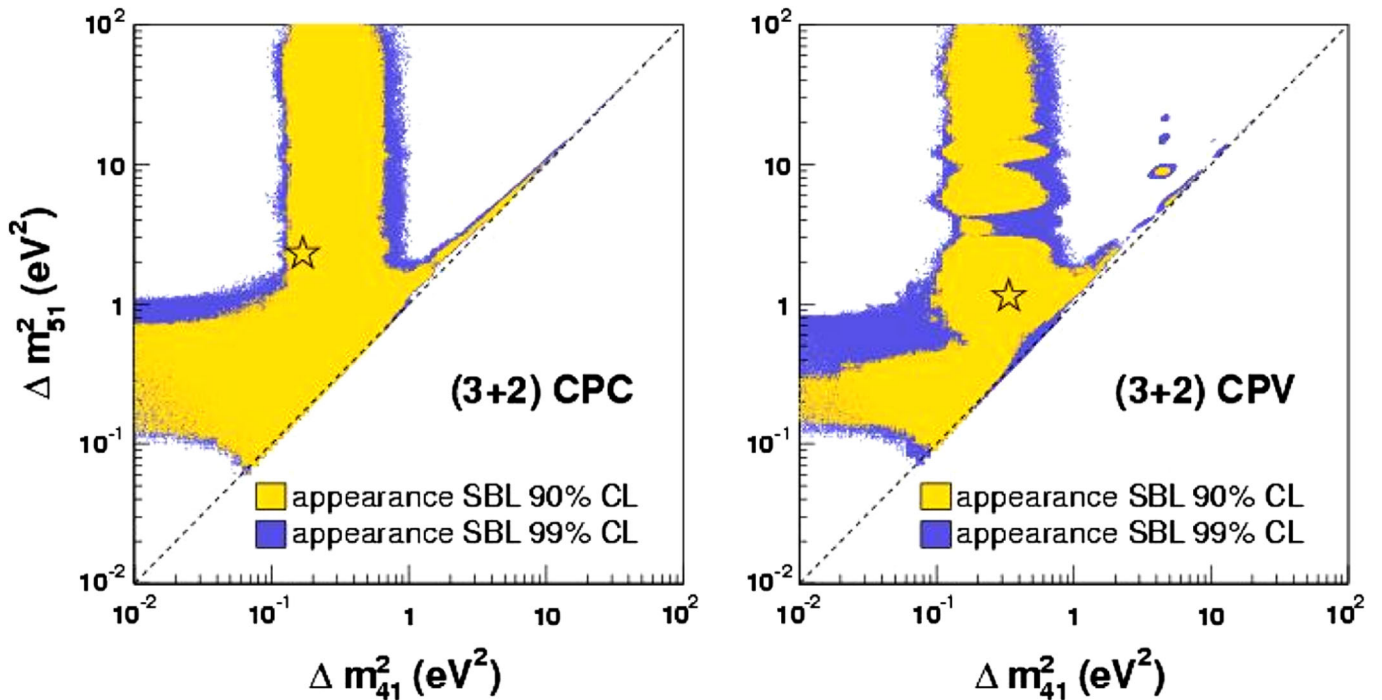 Δ m²₅₁ (eV²)
10²
10
1
10⁻¹
10⁻²
(3+2) CPC
appearance SBL 90% CL
appearance SBL 99% CL
10⁻²
10⁻¹
1
10
10²
Δ m²₄₁ (eV²)
10²
10
1
10⁻¹
10⁻²
(3+2) CPV
appearance SBL 90% CL
appearance SBL 99% CL
10⁻²
10⁻¹
1
10
10²
Δ m²₄₁ (eV²)